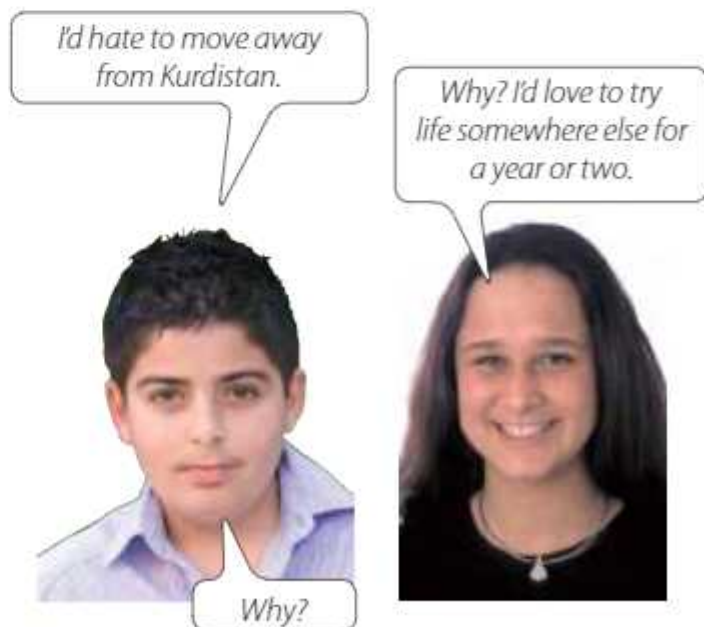 I'd hate to move away
from Kurdistan.
Why? I'd love to try
life somewhere else for
a year or two.
Why?